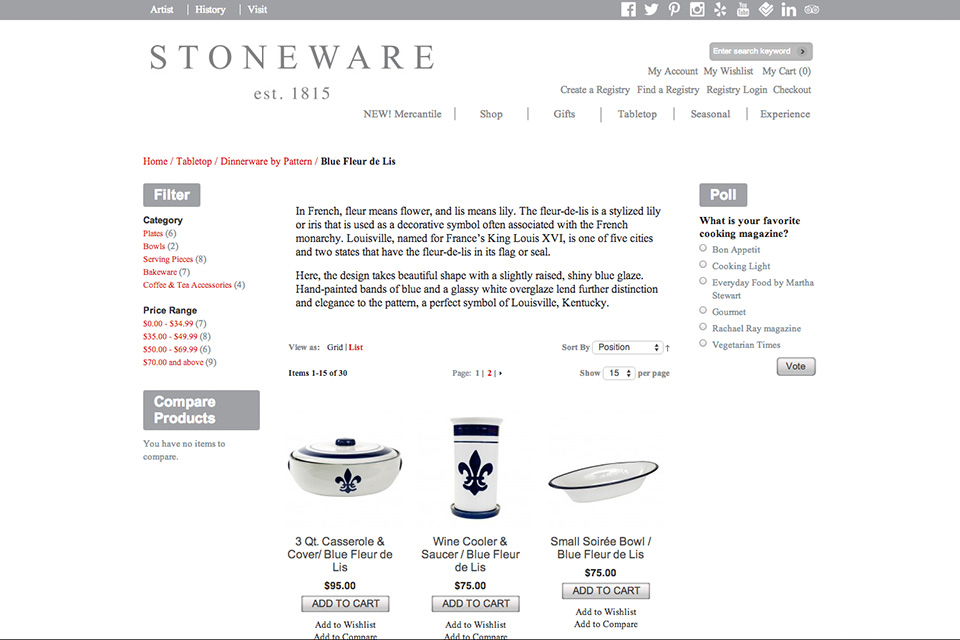 Artist | History | Visit
STONEWARE
est. 1815
Enter search keyword >
My Account My Wishlist My Cart (0)
Create a Registry Find a Registry Registry Login Checkout
NEW! Mercantile | Shop | Gifts | Tabletop | Seasonal | Experience
Home / Tabletop / Dinnerware by Pattern / Blue Fleur de Lis
Filter
Category
Plates (6)
Bowls (2)
Serving Pieces (8)
Bakeware (7)
Coffee & Tea Accessories (4)
Price Range
$0.00 - $34.99 (7)
$35.00 - $49.99 (8)
$50.00 - $69.99 (6)
$70.00 and above (9)
Compare
Products
You have no items to
compare.
In French, fleur means flower, and lis means lily. The fleur-de-lis is a stylized lily
or iris that is used as a decorative symbol often associated with the French
monarchy. Louisville, named for France's King Louis XVI, is one of five cities
and two states that have the fleur-de-lis in its flag or seal.
Here, the design takes beautiful shape with a slightly raised, shiny blue glaze.
Hand-painted bands of blue and a glassy white overglaze lend further distinction
and elegance to the pattern, a perfect symbol of Louisville, Kentucky.
View as: Grid | List
Sort By Position ↑
Items 1-15 of 30
Page: 1 | 2 |
Show 15 per page
3 Qt. Casserole &
Cover/ Blue Fleur de
Lis
$95.00
ADD TO CART
Add to Wishlist
Add to Compare
Wine Cooler &
Saucer / Blue Fleur
de Lis
$75.00
ADD TO CART
Add to Wishlist
Add to Compare
Small Soirée Bowl /
Blue Fleur de Lis
$75.00
ADD TO CART
Add to Wishlist
Add to Compare
Poll
What is your favorite
cooking magazine?
Bon Appetit
Cooking Light
Everyday Food by Martha
Stewart
Gourmet
Rachael Ray magazine
Vegetarian Times
Vote